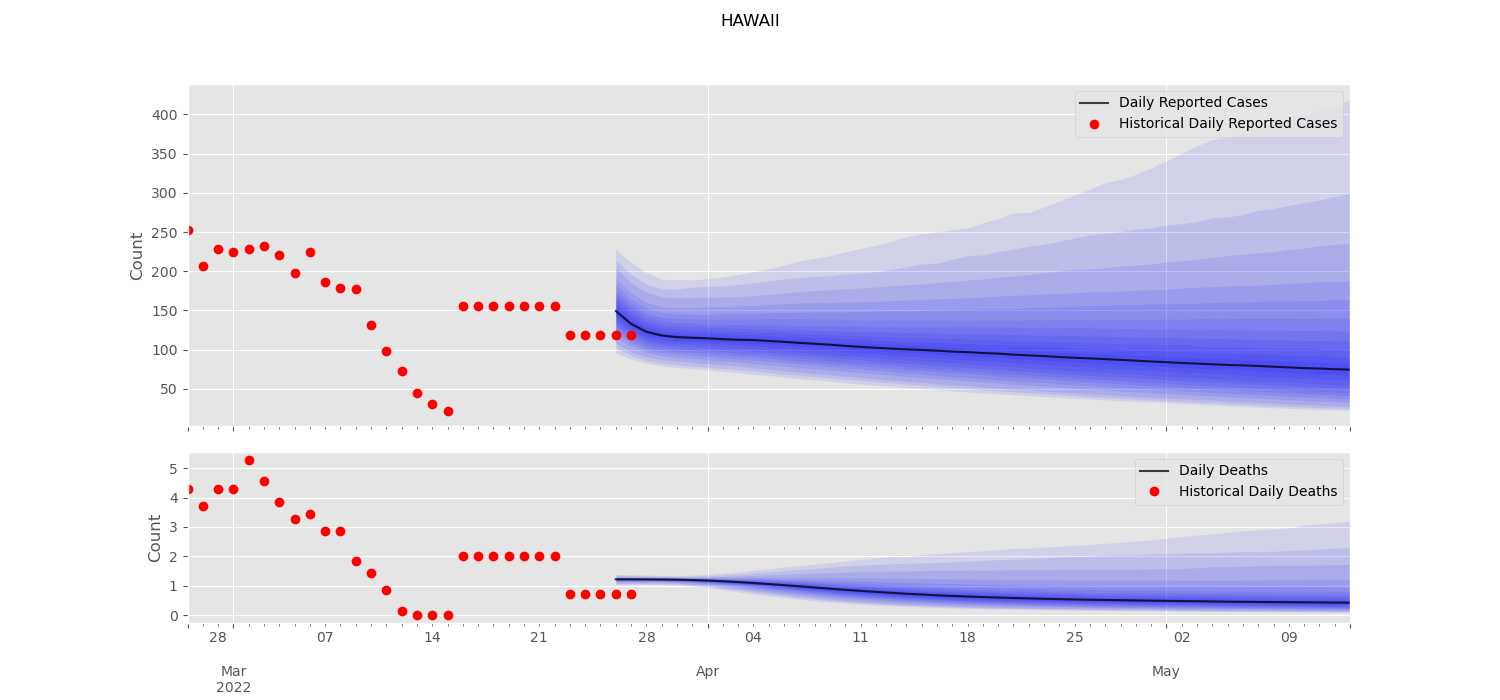 HAWAII
400
350
300
250
200
150
100
50
Count
Daily Reported Cases
Historical Daily Reported Cases
5
4
3
2
1
0
Count
Daily Deaths
Historical Daily Deaths
28 07 14 21 28 04 11 18 25 02 09
Mar Apr May
2022